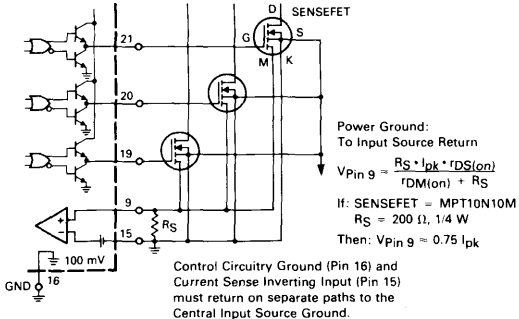 D SENSEFET
21
G
S
M
K
20
19
9
RS
15
100 mV
16
GND
Power Ground:
To Input Source Return
VPin 9 ≈ RS • Ipk • rDS(on)
rDM(on) + RS
If: SENSEFET = MPT10N10M
RS = 200 Ω, 1/4 W
Then: VPin 9 ≈ 0.75 Ipk
Control Circuitry Ground (Pin 16) and
Current Sense Inverting Input (Pin 15)
must return on separate paths to the
Central Input Source Ground.